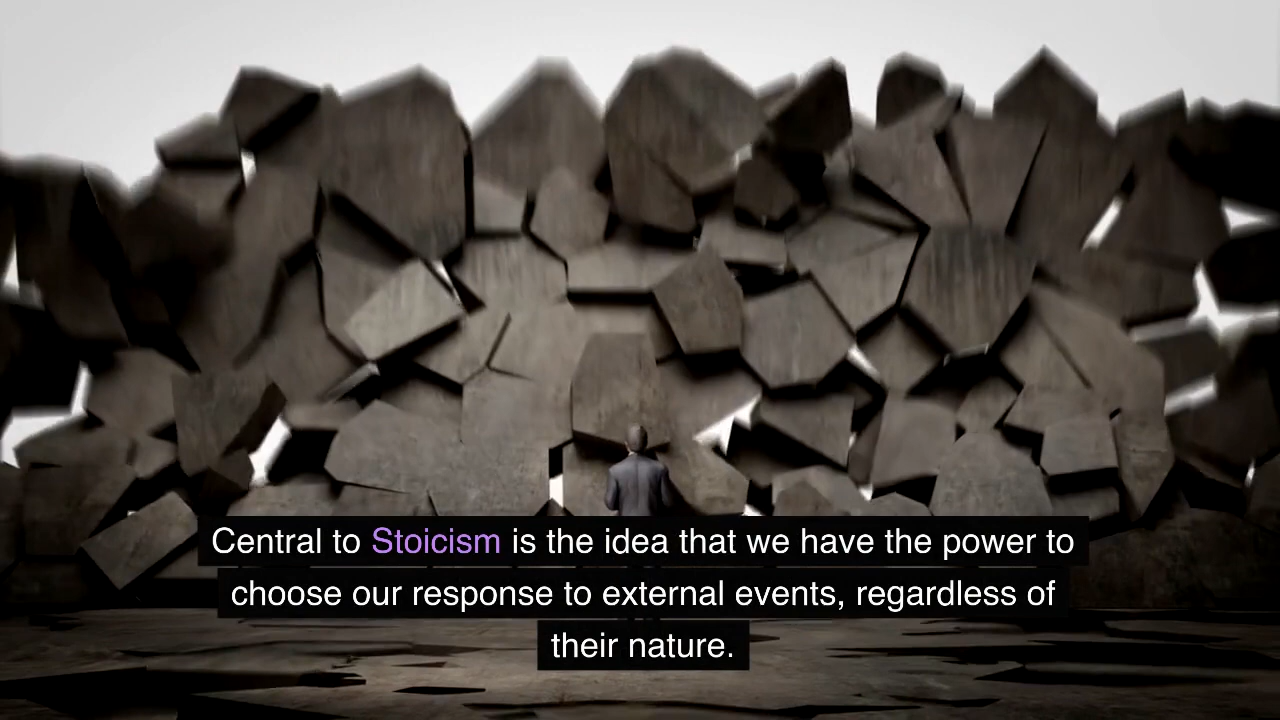 Central to Stoicism is the idea that we have the power to
choose our response to external events, regardless of
their nature.